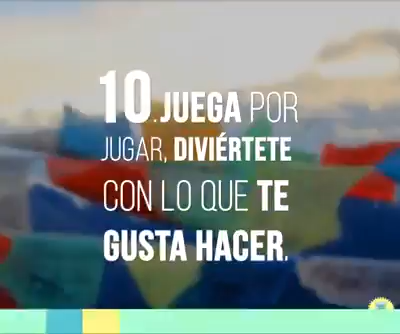 10.JUEGA POR
JUGAR, DIVIÉRTETE
CON LO QUE TE
GUSTA HACER.